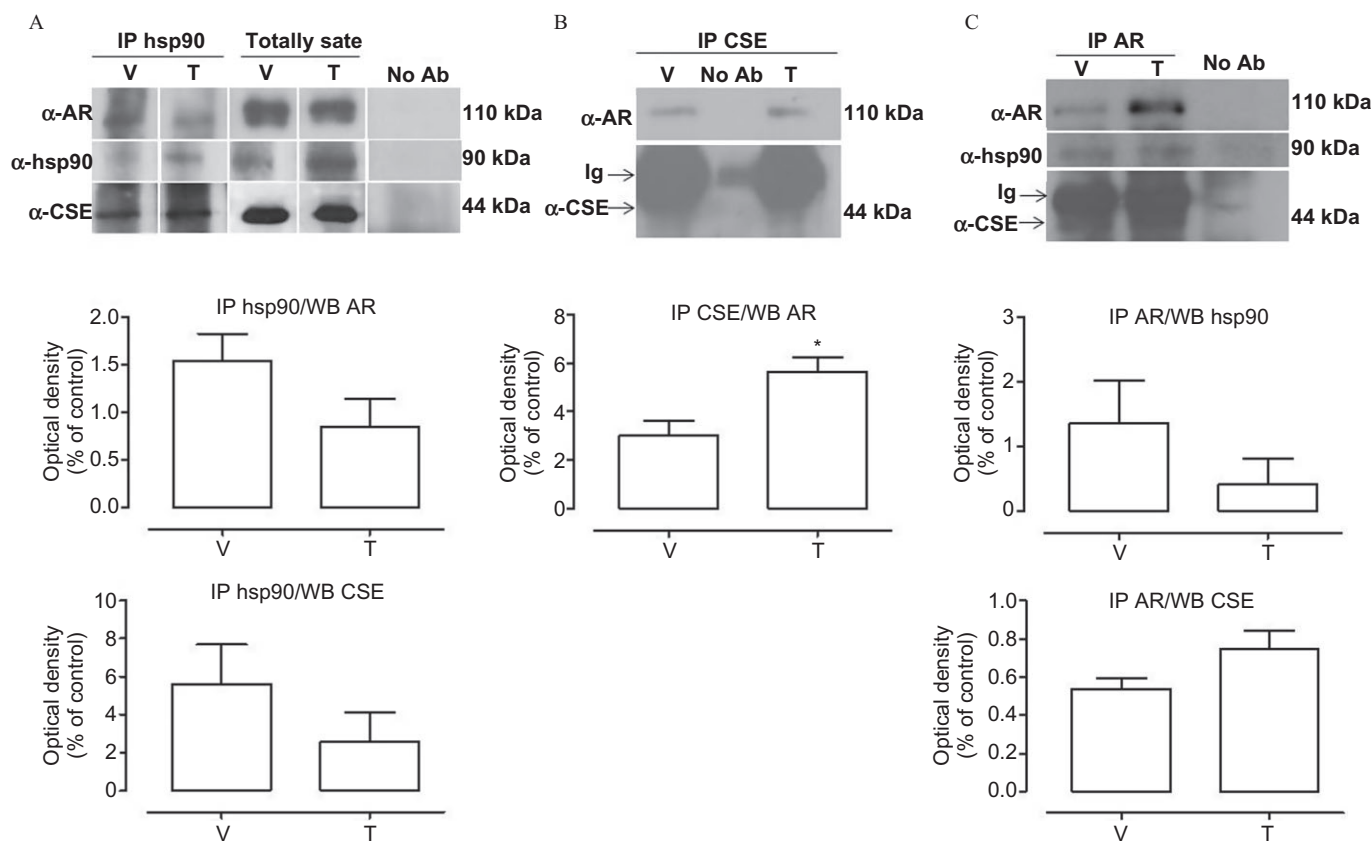 A
IP hsp90 Totally sate
V T V T No Ab
α-AR 110 kDa
α-hsp90 90 kDa
α-CSE 44 kDa
B
IP CSE
V No Ab T
α-AR 110 kDa
Ig
α-CSE 44 kDa
C
IP AR
V T No Ab
α-AR 110 kDa
α-hsp90 90 kDa
Ig
α-CSE 44 kDa
IP hsp90/WB AR
Optical density
(% of control)
2.0
1.5
1.0
0.5
0.0
V T
IP CSE/WB AR
Optical density
(% of control)
8
6
4
2
0
*
V T
IP AR/WB hsp90
Optical density
(% of control)
3
2
1
0
V T
IP hsp90/WB CSE
Optical density
(% of control)
10
8
6
4
2
0
V T
IP AR/WB CSE
Optical density
(% of control)
1.0
0.8
0.6
0.4
0.2
0.0
V T